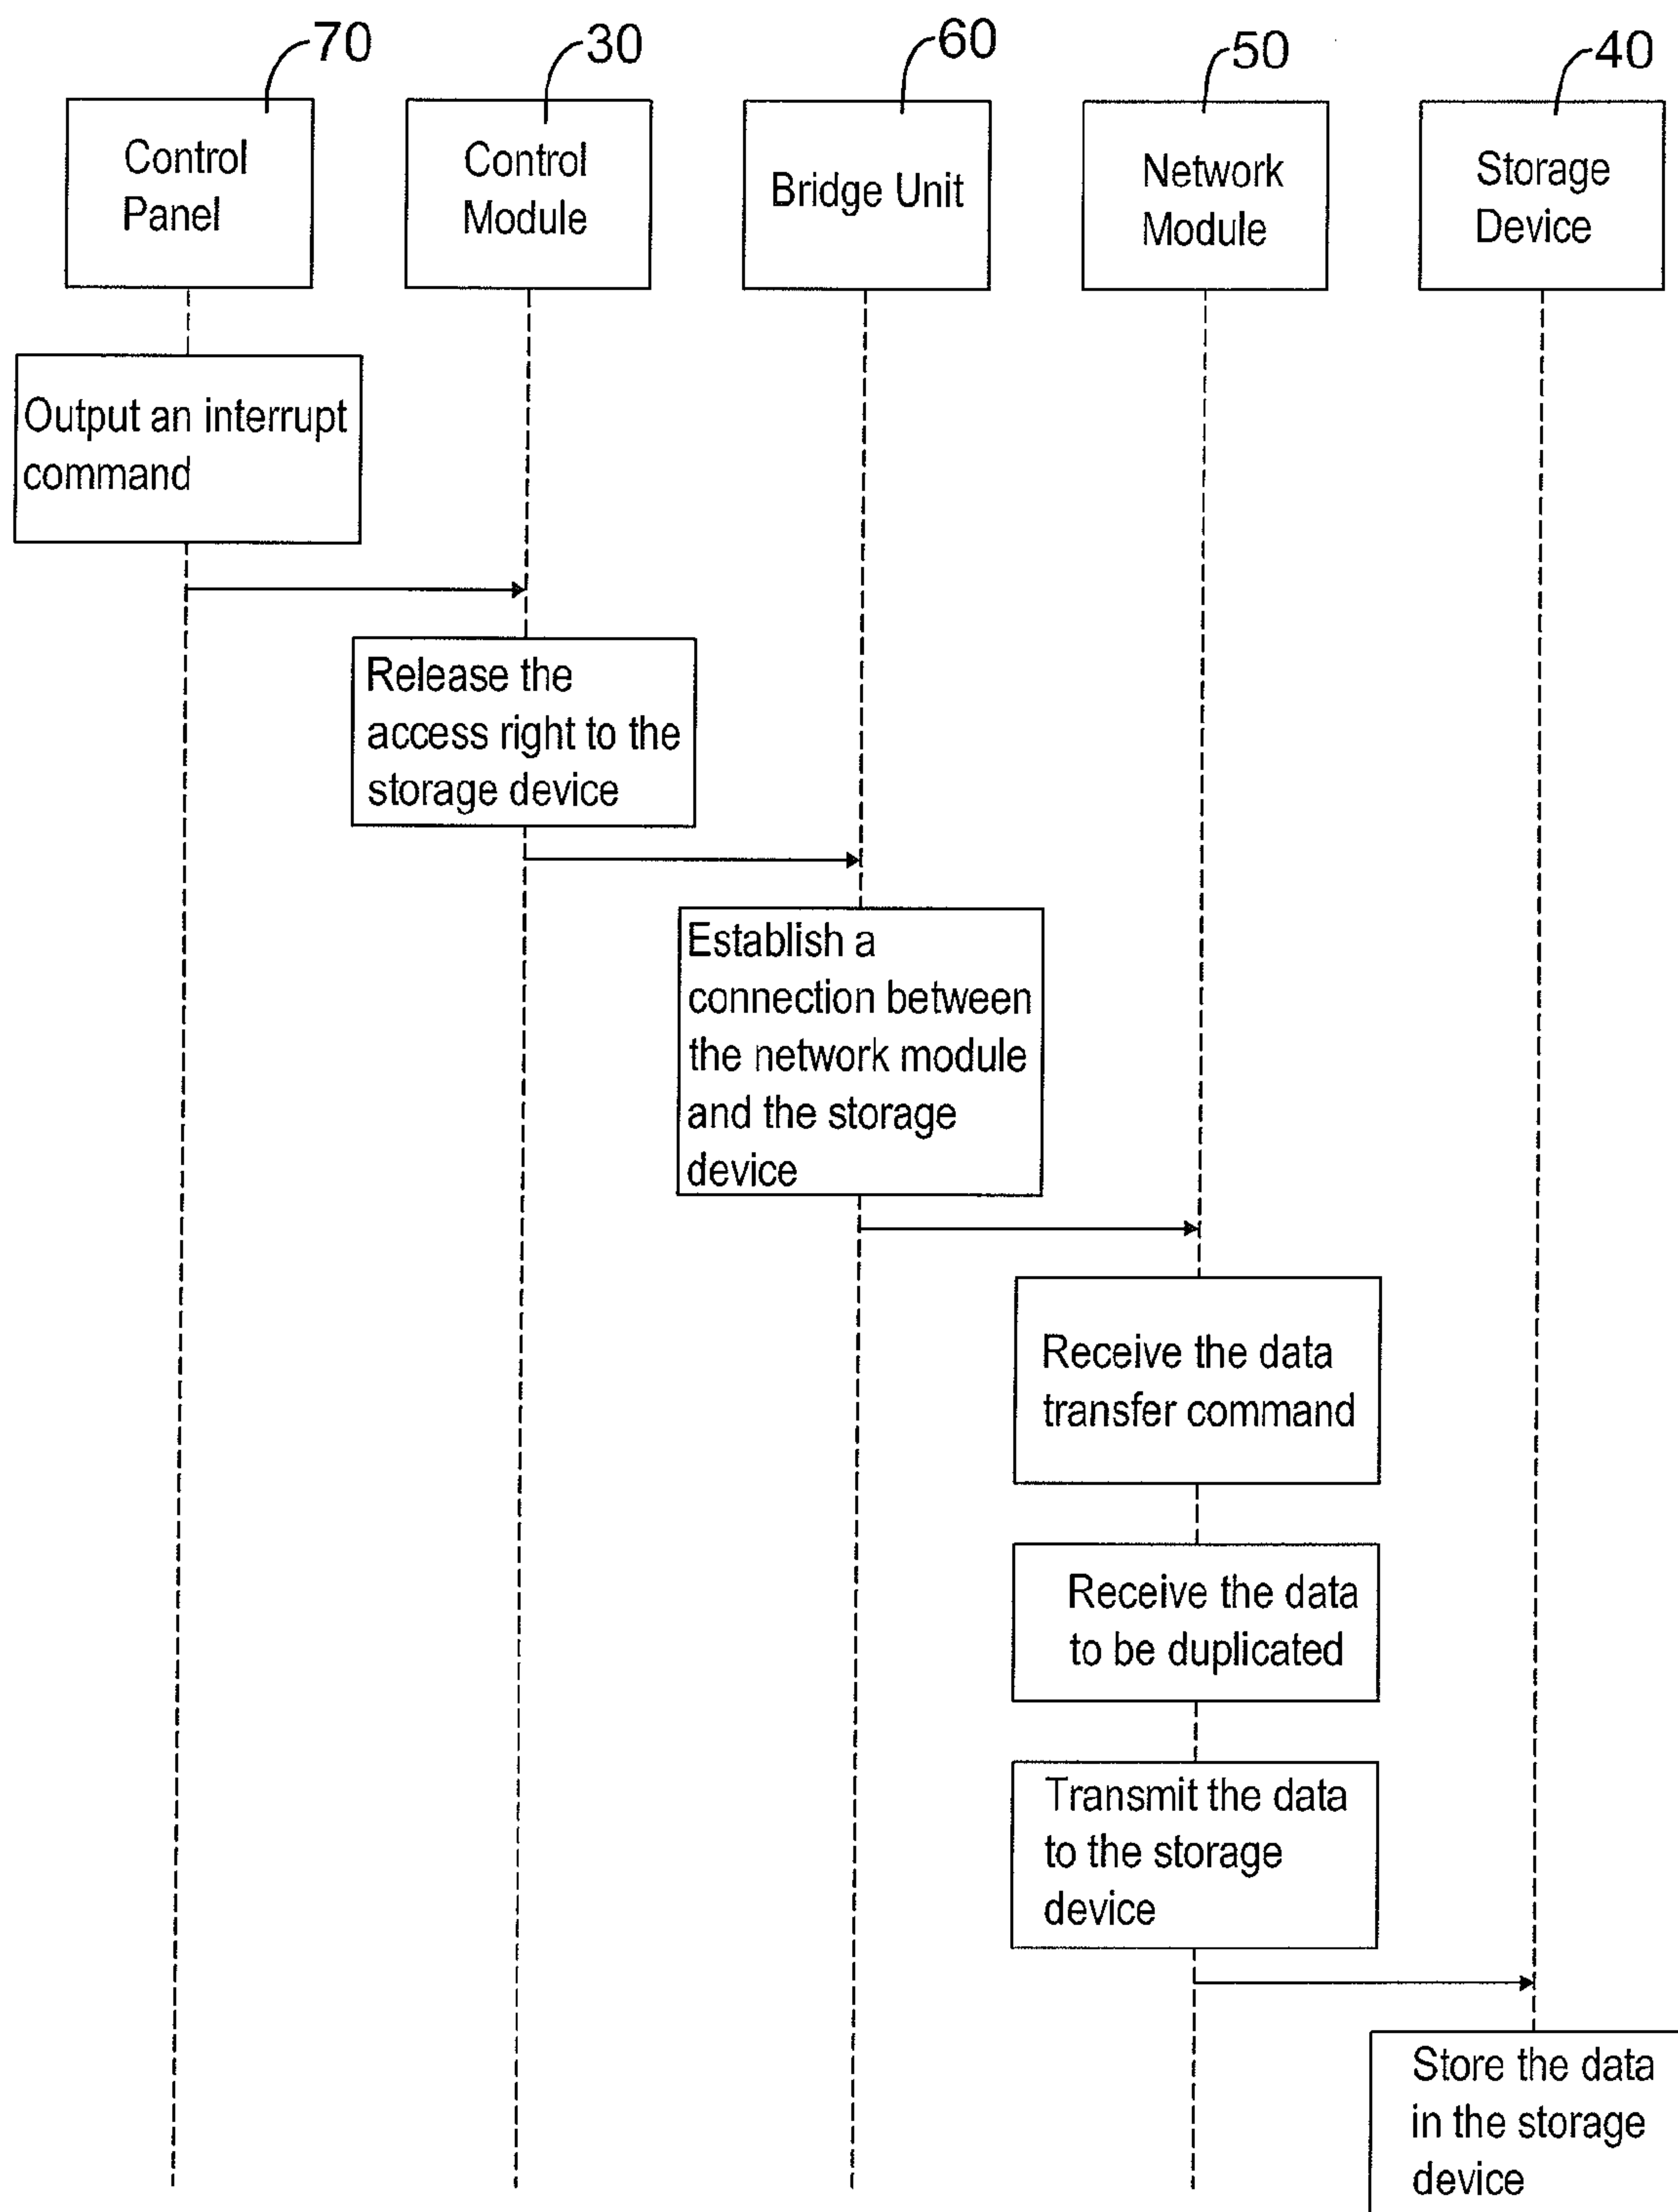 70
30
60
50
40
Control
Panel
Control
Module
Bridge Unit
Network
Module
Storage
Device
Output an interrupt
command
Release the
access right to the
storage device
Establish a
connection between
the network module
and the storage
device
Receive the data
transfer command
Receive the data
to be duplicated
Transmit the data
to the storage
device
Store the data
in the storage
device